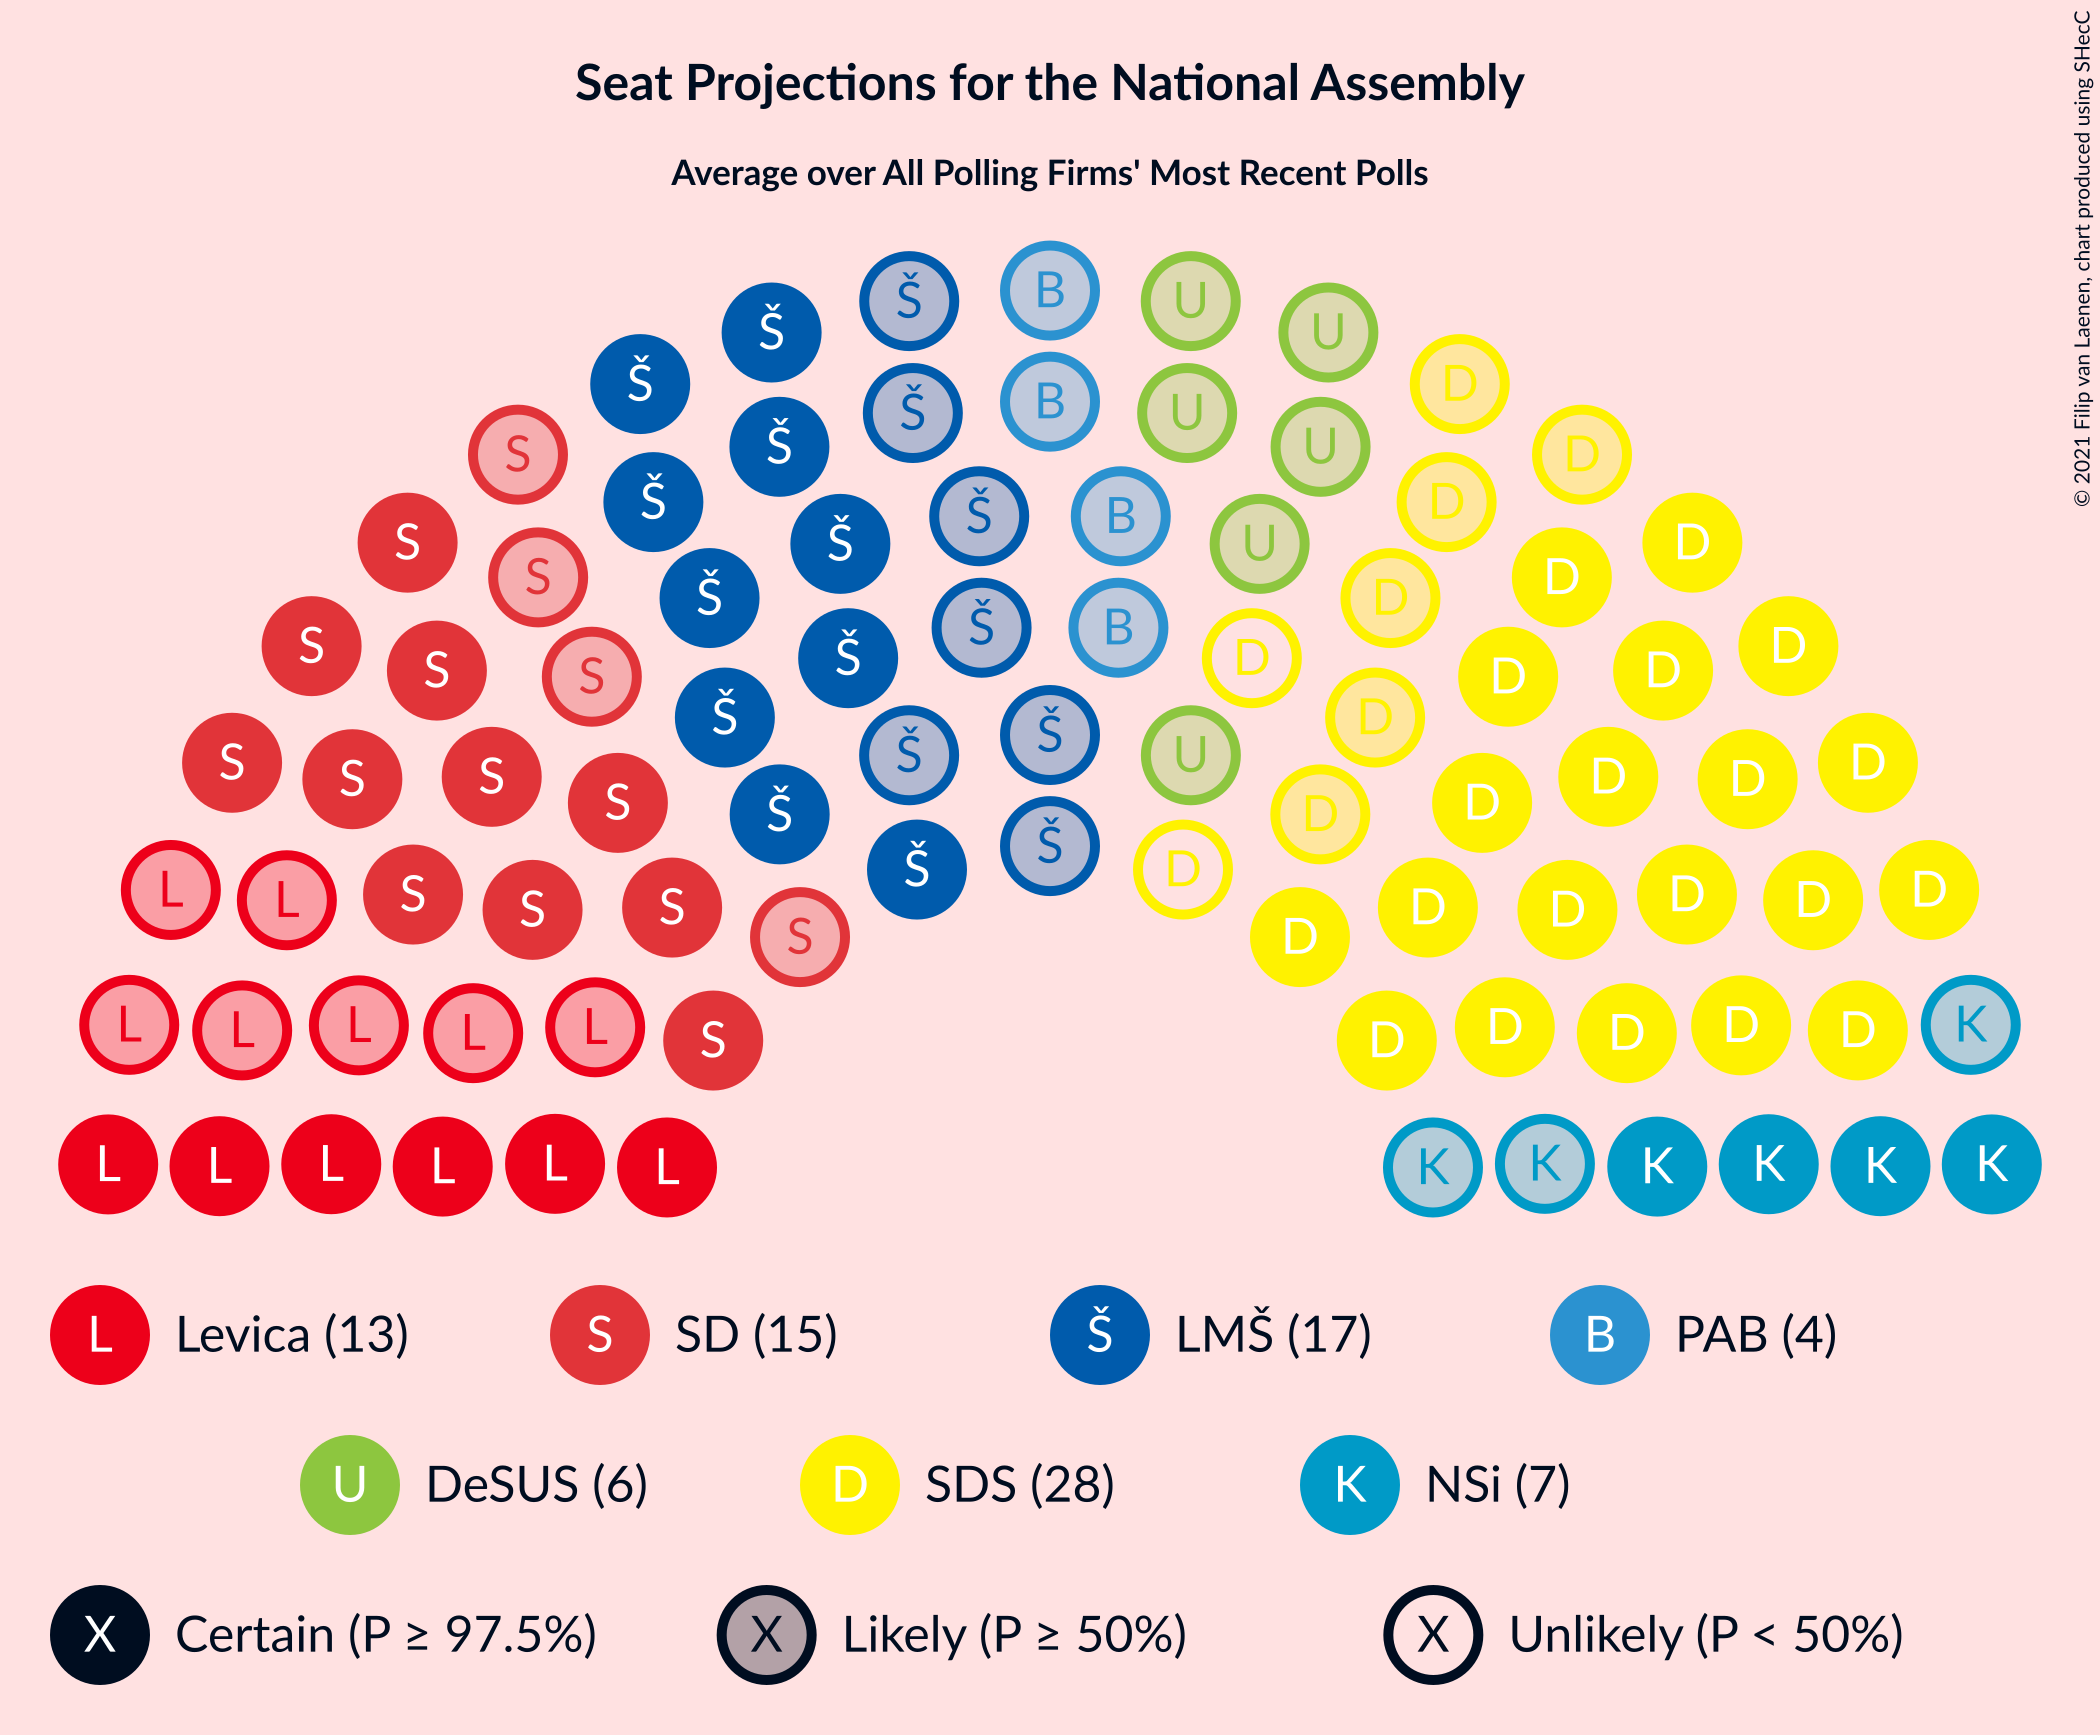 Seat Projections for the National Assembly
Average over All Polling Firms' Most Recent Polls
© 2021 Filip van Laenen, chart produced using SHecC
B
Š U
Š U
Š D
B
Š U
Š U
S D
Š D
Š B
S D
Š U
S D
Š D
Š B
S D
Š D
S D
S D
Š D
Š
Š U
S D
S D
S D
S D
Š D
Š
Š D
L D
L D
S D
S D
S D
S D
L L L L L S D D D D D K
L L L L L L K K K K K K
L Levica (13) S SD (15) Š LMŠ (17) B PAB (4)
U DeSUS (6) D SDS (28) K NSi (7)
X Certain (P ≥ 97.5%) X Likely (P ≥ 50%) X Unlikely (P < 50%)